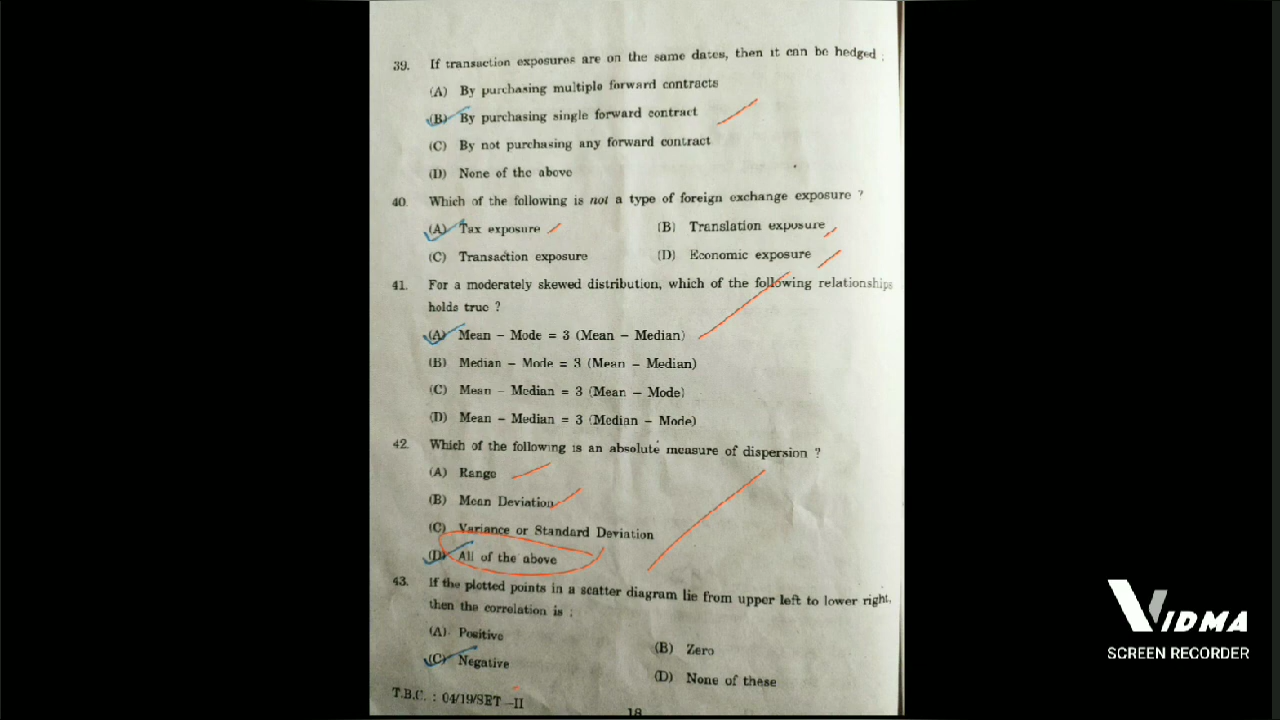 39. If transaction exposures are on the same dates, then it can be hedged :
(A) By purchasing multiple forward contracts
(B) By purchasing single forward contract
(C) By not purchasing any forward contract
(D) None of the above
40. Which of the following is not a type of foreign exchange exposure ?
(A) Tax exposure (B) Translation exposure
(C) Transaction exposure (D) Economic exposure
41. For a moderately skewed distribution, which of the following relationships
holds true ?
(A) Mean – Mode = 3 (Mean – Median)
(B) Median – Mode = 3 (Mean – Median)
(C) Mean – Median = 3 (Mean – Mode)
(D) Mean – Median = 3 (Median – Mode)
42. Which of the following is an absolute measure of dispersion ?
(A) Range
(B) Mean Deviation
(C) Variance or Standard Deviation
(D) All of the above
43. If the plotted points in a scatter diagram lie from upper left to lower right,
then the correlation is :
(A) Positive
(B) Zero
(C) Negative
(D) None of these
T.B.C. : 04/19/SET –II
18
VIDMA
SCREEN RECORDER